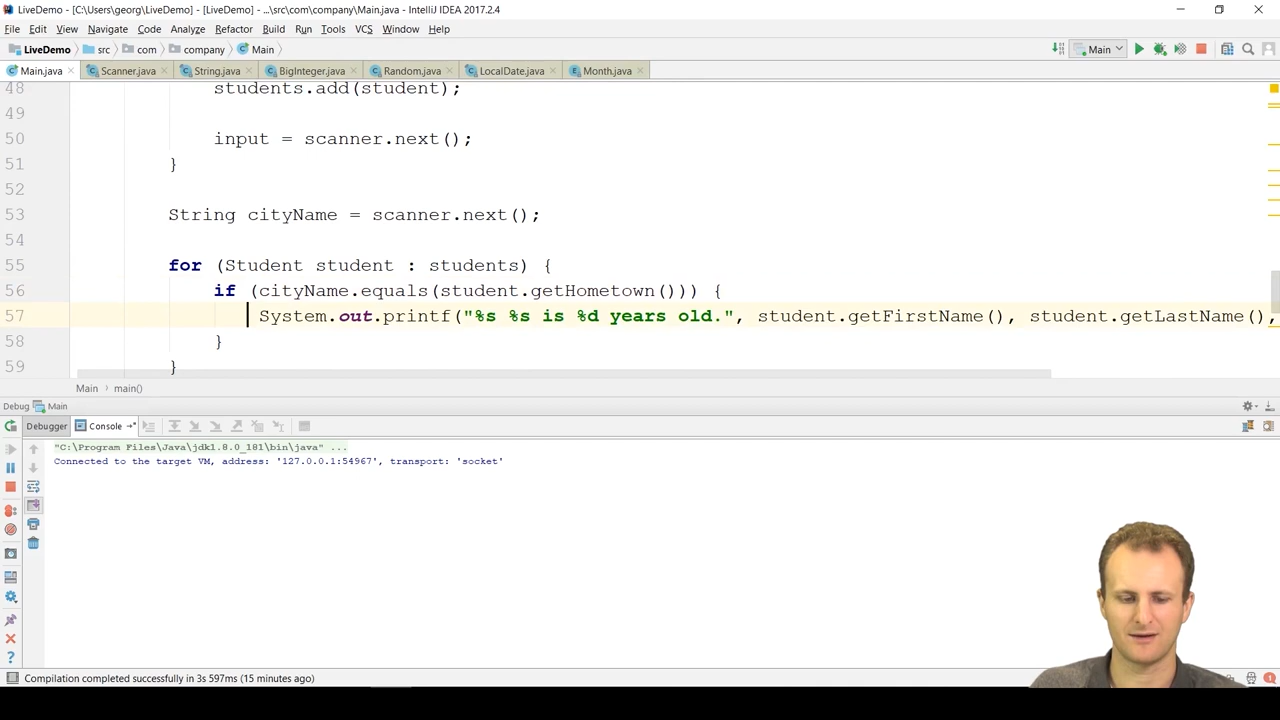 LiveDemo - [C:\Users\georg\LiveDemo] - [LiveDemo] - ...\src\com\company\Main.java - IntelliJ IDEA 2017.2.4
File Edit View Navigate Code Analyze Refactor Build Run Tools VCS Window Help
LiveDemo src com company Main Main
Main.java Scanner.java String.java BigInteger.java Random.java LocalDate.java Month.java
48 students.add(student);
49
50 input = scanner.next();
51 }
52
53 String cityName = scanner.next();
54
55 for (Student student : students) {
56 if (cityName.equals(student.getHometown())) {
57 System.out.printf("%s %s is %d years old.", student.getFirstName(), student.getLastName(),
58 }
59 }
Main main()
Debug Main
Debugger Console
"C:\Program Files\Java\jdk1.8.0_181\bin\java" ...
Connected to the target VM, address: '127.0.0.1:54967', transport: 'socket'
Compilation completed successfully in 3s 597ms (15 minutes ago)